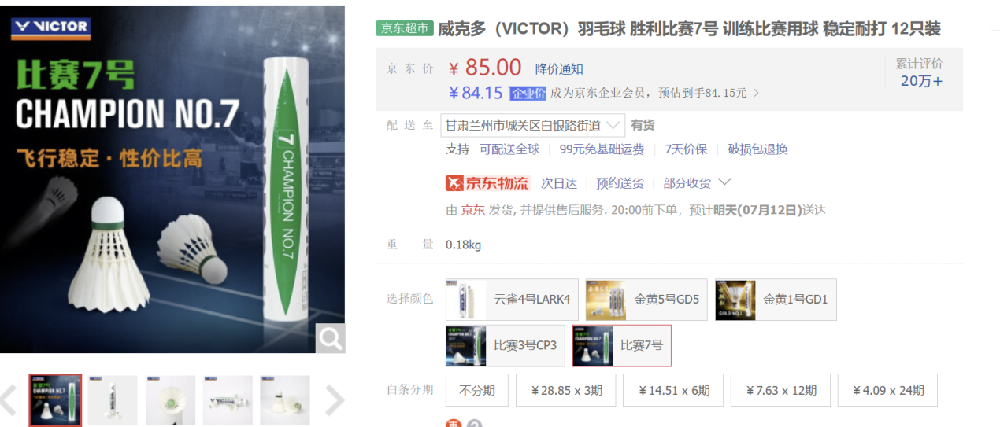 VICTOR
比赛7号
CHAMPION NO.7
飞行稳定·性价比高
7 CHAMPION NO.7
京东超市 威克多（VICTOR）羽毛球 胜利比赛7号 训练比赛用球 稳定耐打 12只装
京东价 ￥85.00 降价通知
累计评价
20万+
￥84.15 企业价 成为京东企业会员，预估到手84.15元 >
配送至 甘肃兰州市城关区白银路街道 有货
支持 可配送全球 99元免基础运费 7天价保 破损包退换
京东物流 次日达 预约送货 部分收货
由 京东 发货, 并提供售后服务. 20:00前下单，预计明天(07月12日)送达
重量 0.18kg
选择颜色 云雀4号LARK4 金黄5号GD5 金黄1号GD1
比赛3号CP3 比赛7号
白条分期 不分期 ￥28.85 x 3期 ￥14.51 x 6期 ￥7.63 x 12期 ￥4.09 x 24期